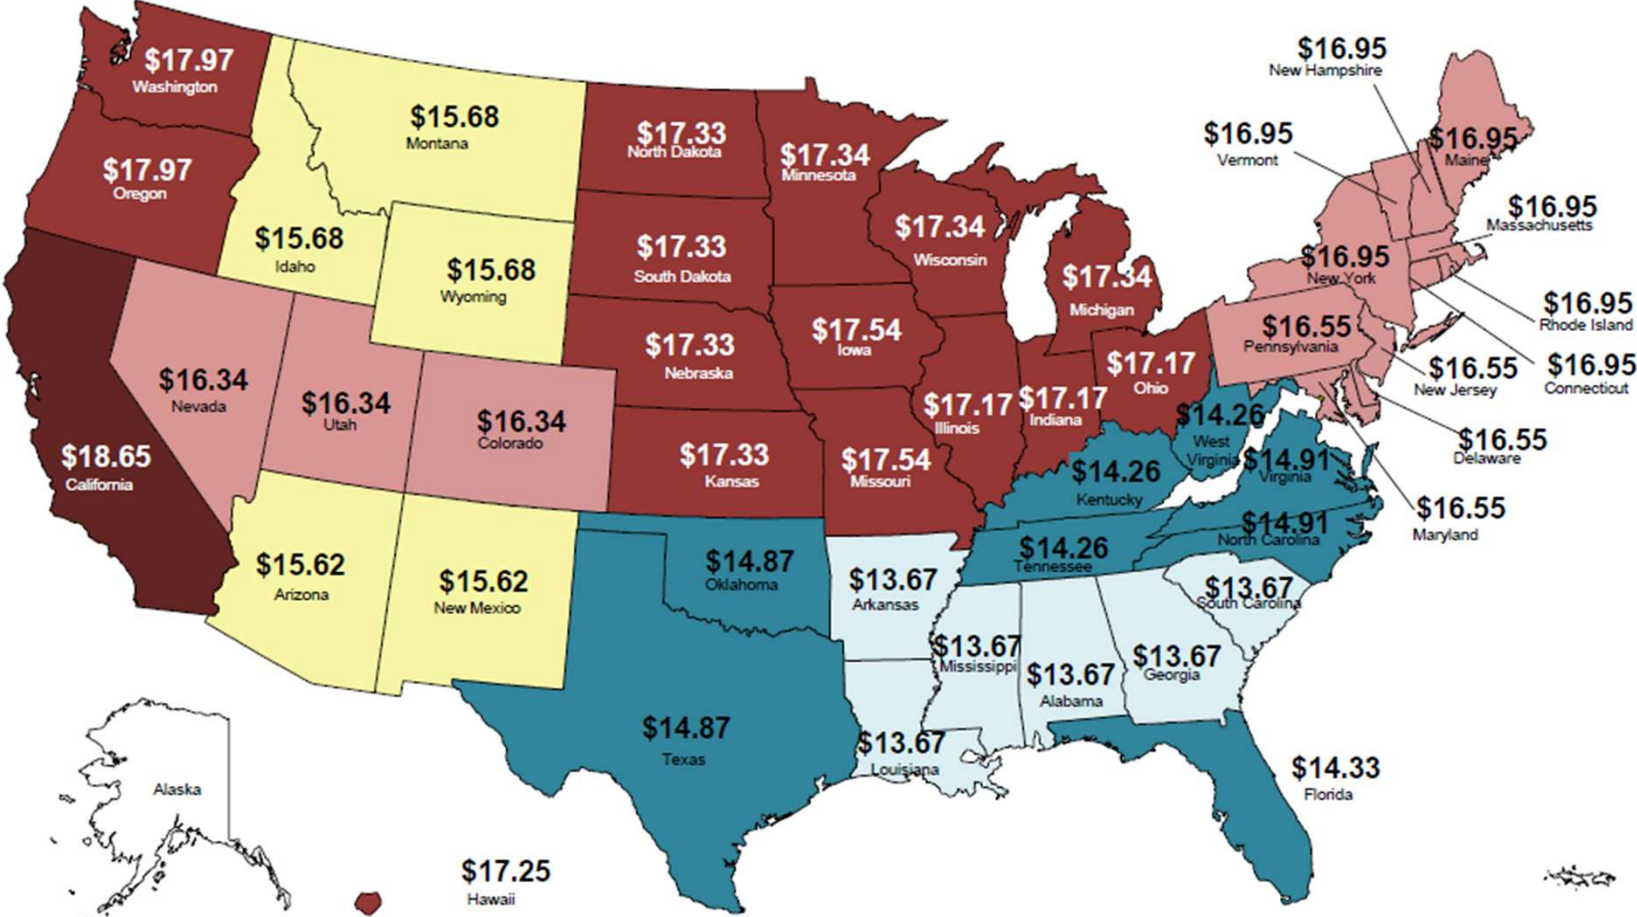 $17.97
Washington
$17.97
Oregon
$18.65
California
$15.68
Montana
$15.68
Idaho
$15.68
Wyoming
$16.34
Nevada
$16.34
Utah
$16.34
Colorado
$15.62
Arizona
$15.62
New Mexico
$17.33
North Dakota
$17.33
South Dakota
$17.33
Nebraska
$17.33
Kansas
$14.87
Oklahoma
$14.87
Texas
$17.34
Minnesota
$17.54
Iowa
$17.54
Missouri
$13.67
Arkansas
$13.67
Louisiana
$17.34
Wisconsin
$17.34
Michigan
$17.17
Illinois
$17.17
Indiana
$17.17
Ohio
$14.26
Kentucky
$14.26
Tennessee
$14.26
West
Virginia
$14.91
Virginia
$14.91
North Carolina
$13.67
South Carolina
$13.67
Mississippi
$13.67
Alabama
$13.67
Georgia
$14.33
Florida
$16.95
New Hampshire
$16.95
Vermont
$16.95
Maine
$16.95
Massachusetts
$16.95
New York
$16.95
Rhode Island
$16.95
Connecticut
$16.55
Pennsylvania
$16.55
New Jersey
$16.55
Delaware
$16.55
Maryland
Alaska
$17.25
Hawaii